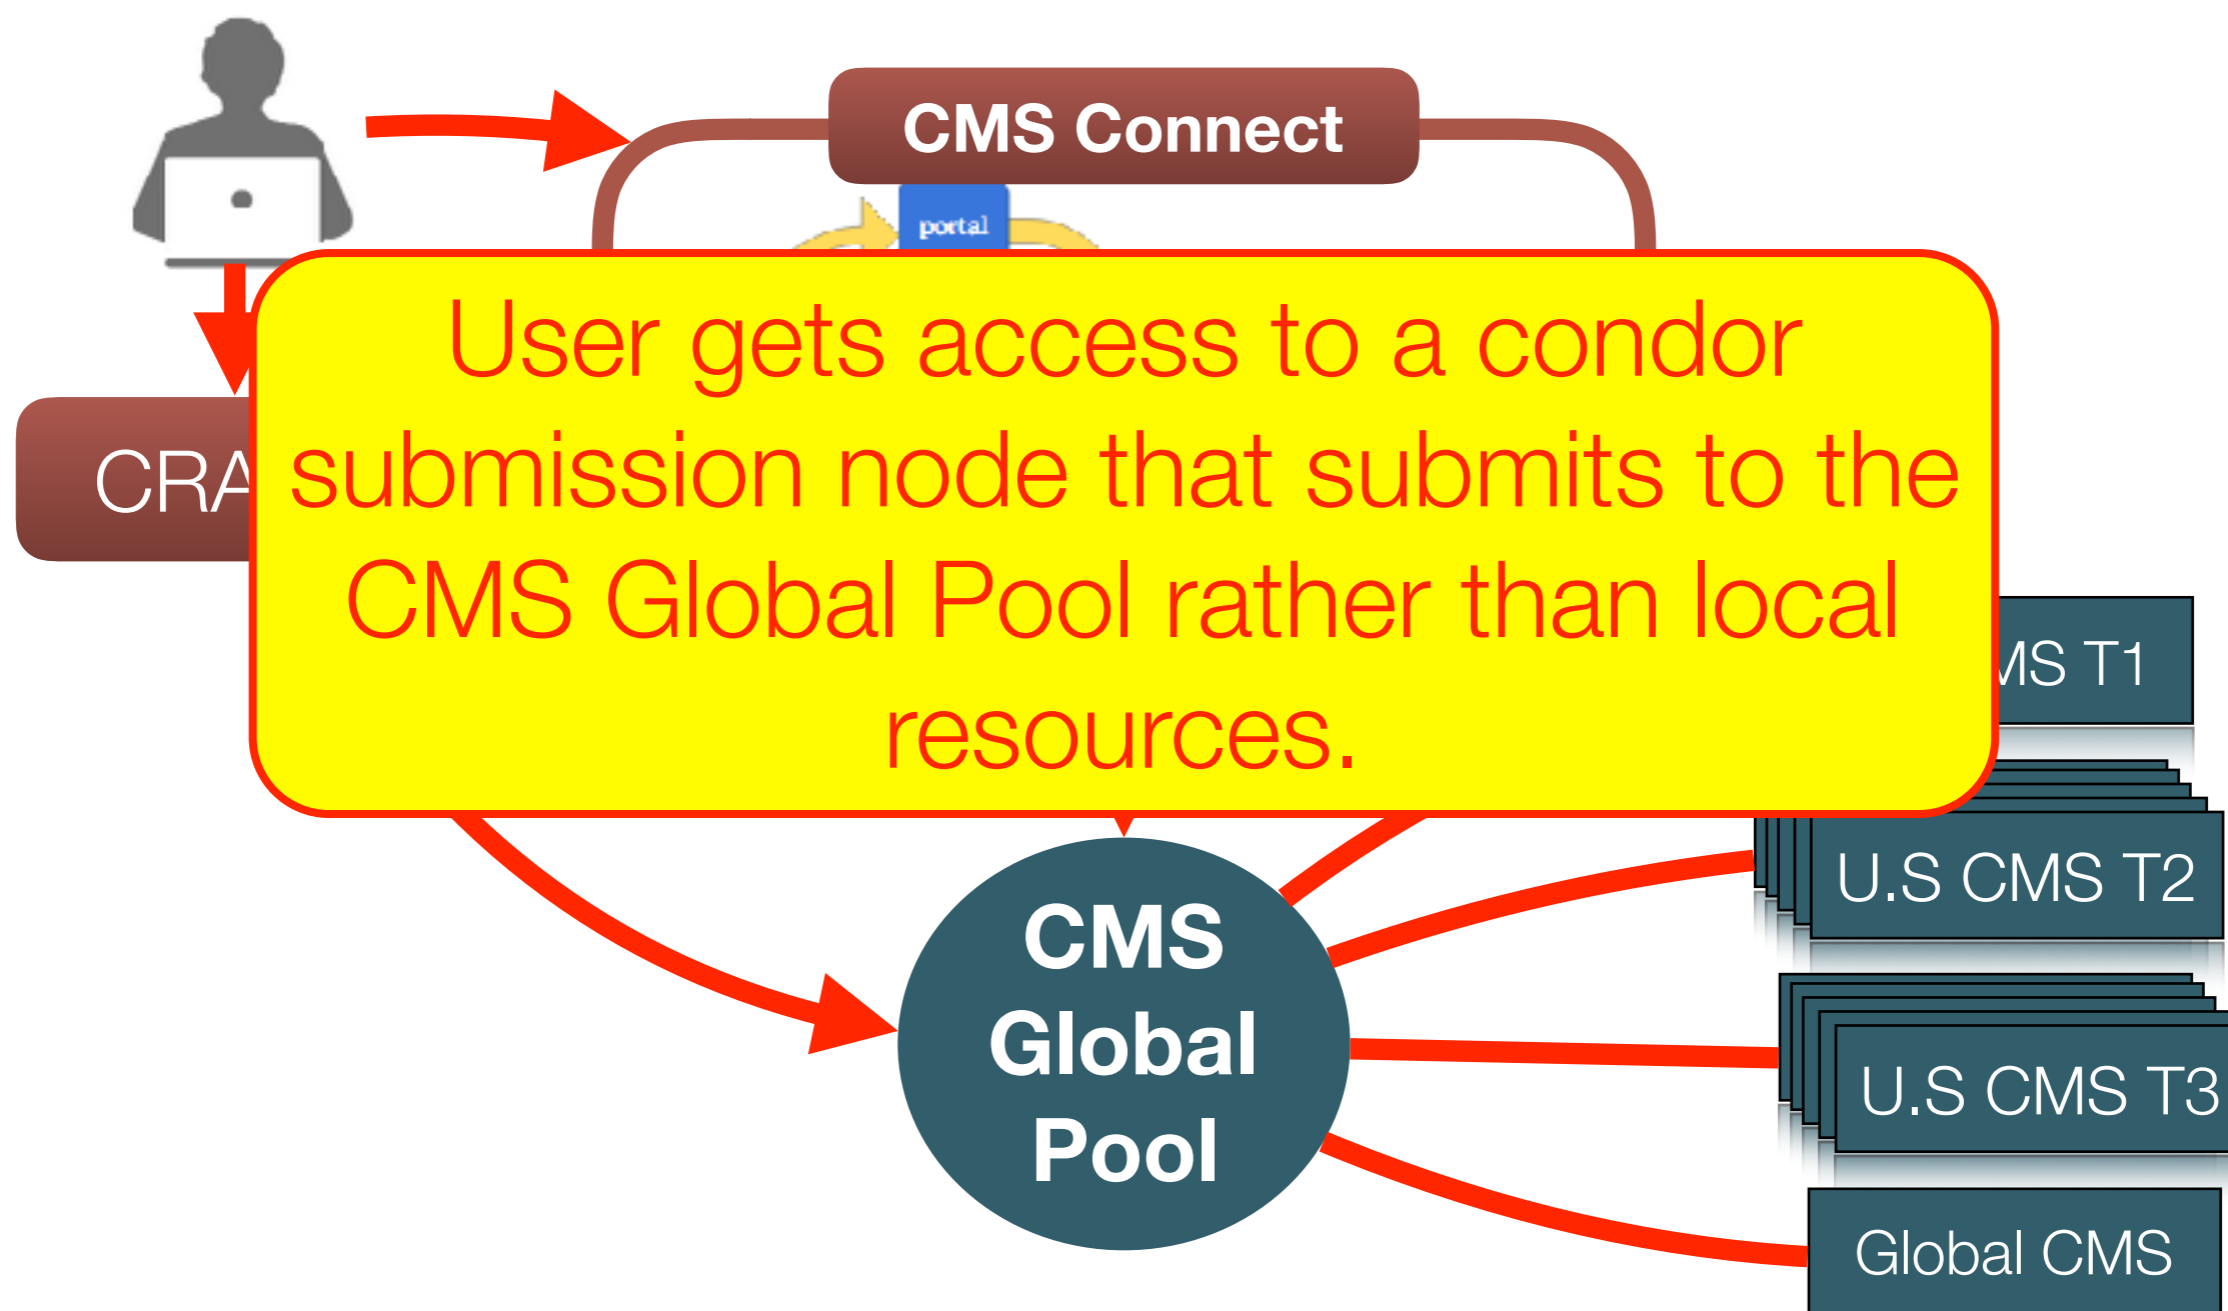 CMS Connect
portal
User gets access to a condor
submission node that submits to the
CMS Global Pool rather than local
resources.
CRA
MS T1
U.S CMS T2
CMS
Global
Pool
U.S CMS T3
Global CMS